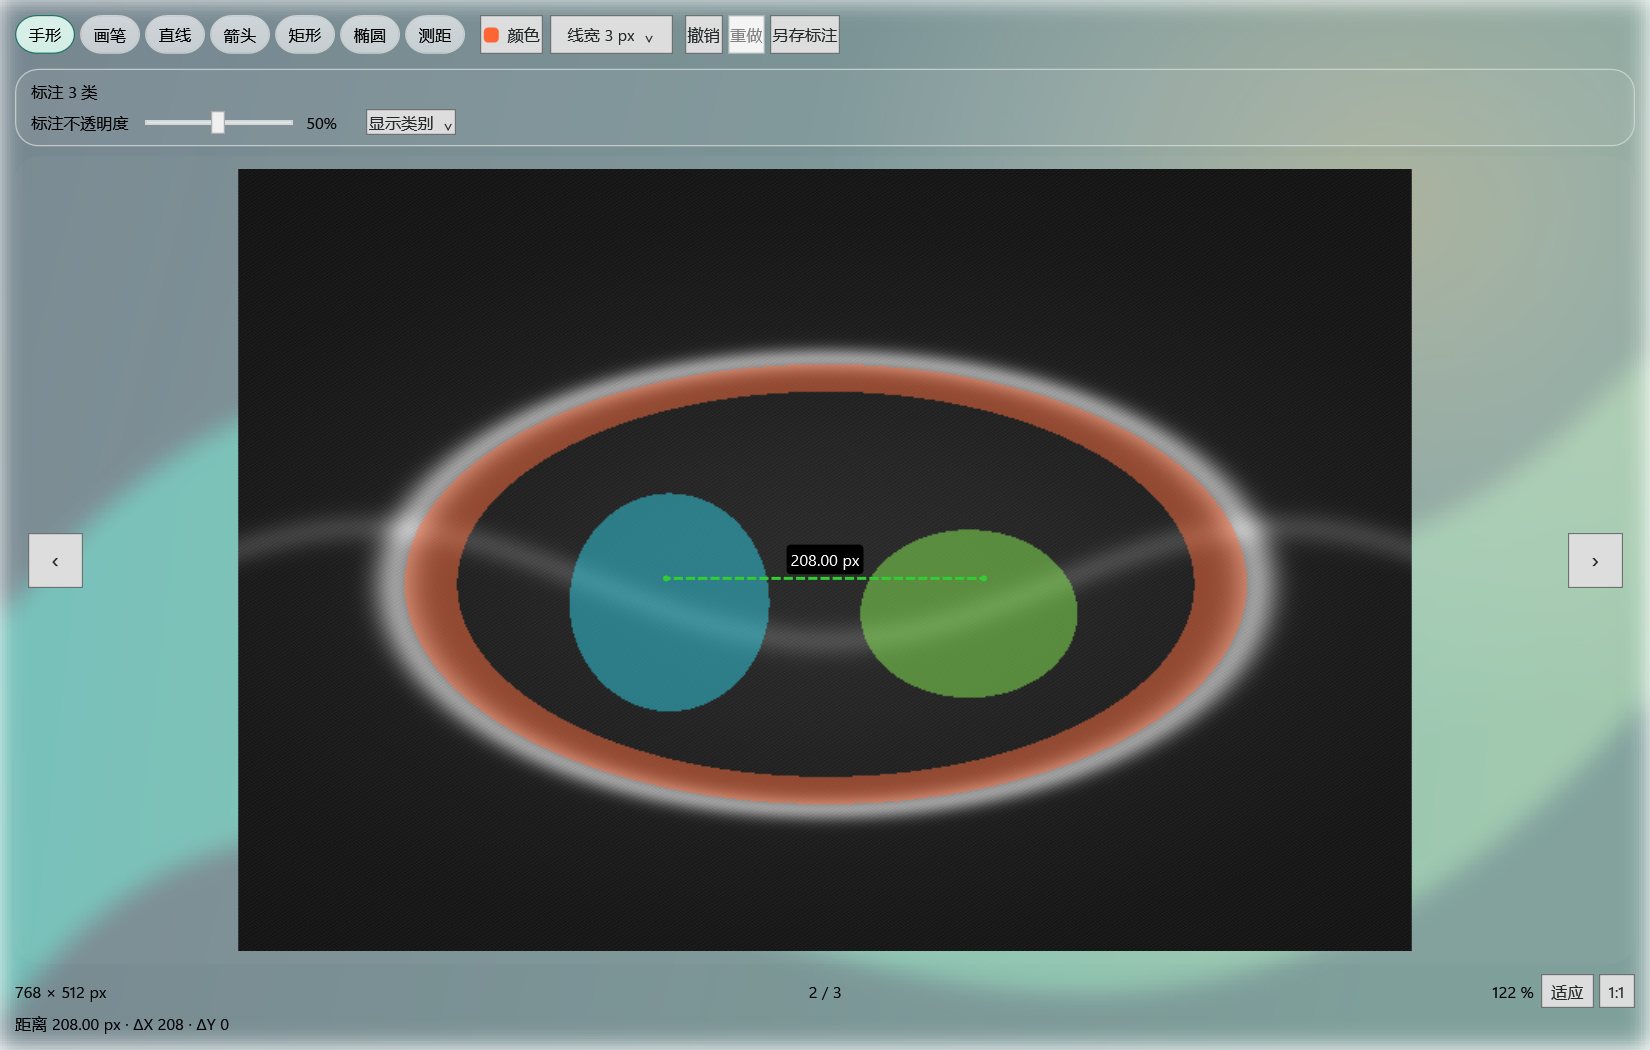 手形 画笔 直线 箭头 矩形 椭圆 测距 颜色 线宽 3 px 撤销 重做 另存标注
标注 3 类
标注不透明度 50% 显示类别
208.00 px
‹ ›
768 × 512 px 2 / 3 122 % 适应 1:1
距离 208.00 px · ΔX 208 · ΔY 0